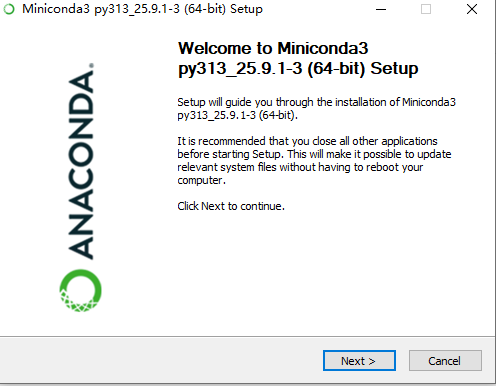 Miniconda3 py313_25.9.1-3 (64-bit) Setup
Welcome to Miniconda3
py313_25.9.1-3 (64-bit) Setup
Setup will guide you through the installation of Miniconda3
py313_25.9.1-3 (64-bit).
It is recommended that you close all other applications
before starting Setup. This will make it possible to update
relevant system files without having to reboot your
computer.
Click Next to continue.
ANACONDA.
Next >
Cancel